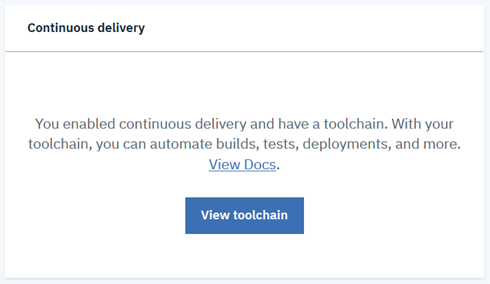 Continuous delivery
You enabled continuous delivery and have a toolchain. With your
toolchain, you can automate builds, tests, deployments, and more.
View Docs.
View toolchain